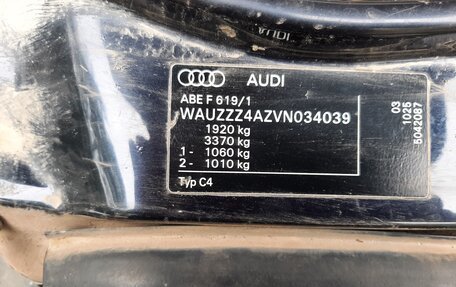 AUDI
AUDI
ABE F 619/1
WAUZZZ4AZVN034039
1920 kg
3370 kg
1 - 1060 kg
2 - 1010 kg
Typ C4
03
1026
5042087